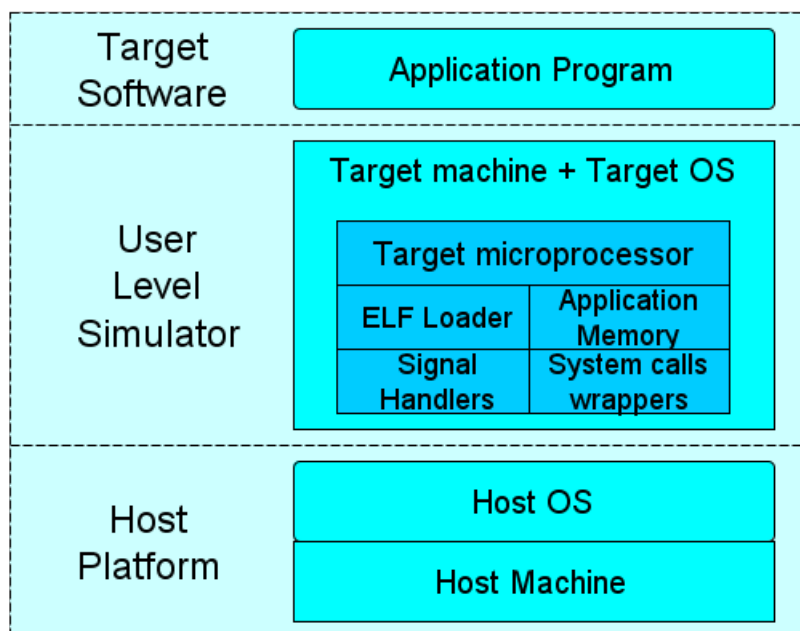 Target
Software
Application Program
User
Level
Simulator
Target machine + Target OS
Target microprocessor
ELF Loader
Application
Memory
Signal
Handlers
System calls
wrappers
Host
Platform
Host OS
Host Machine